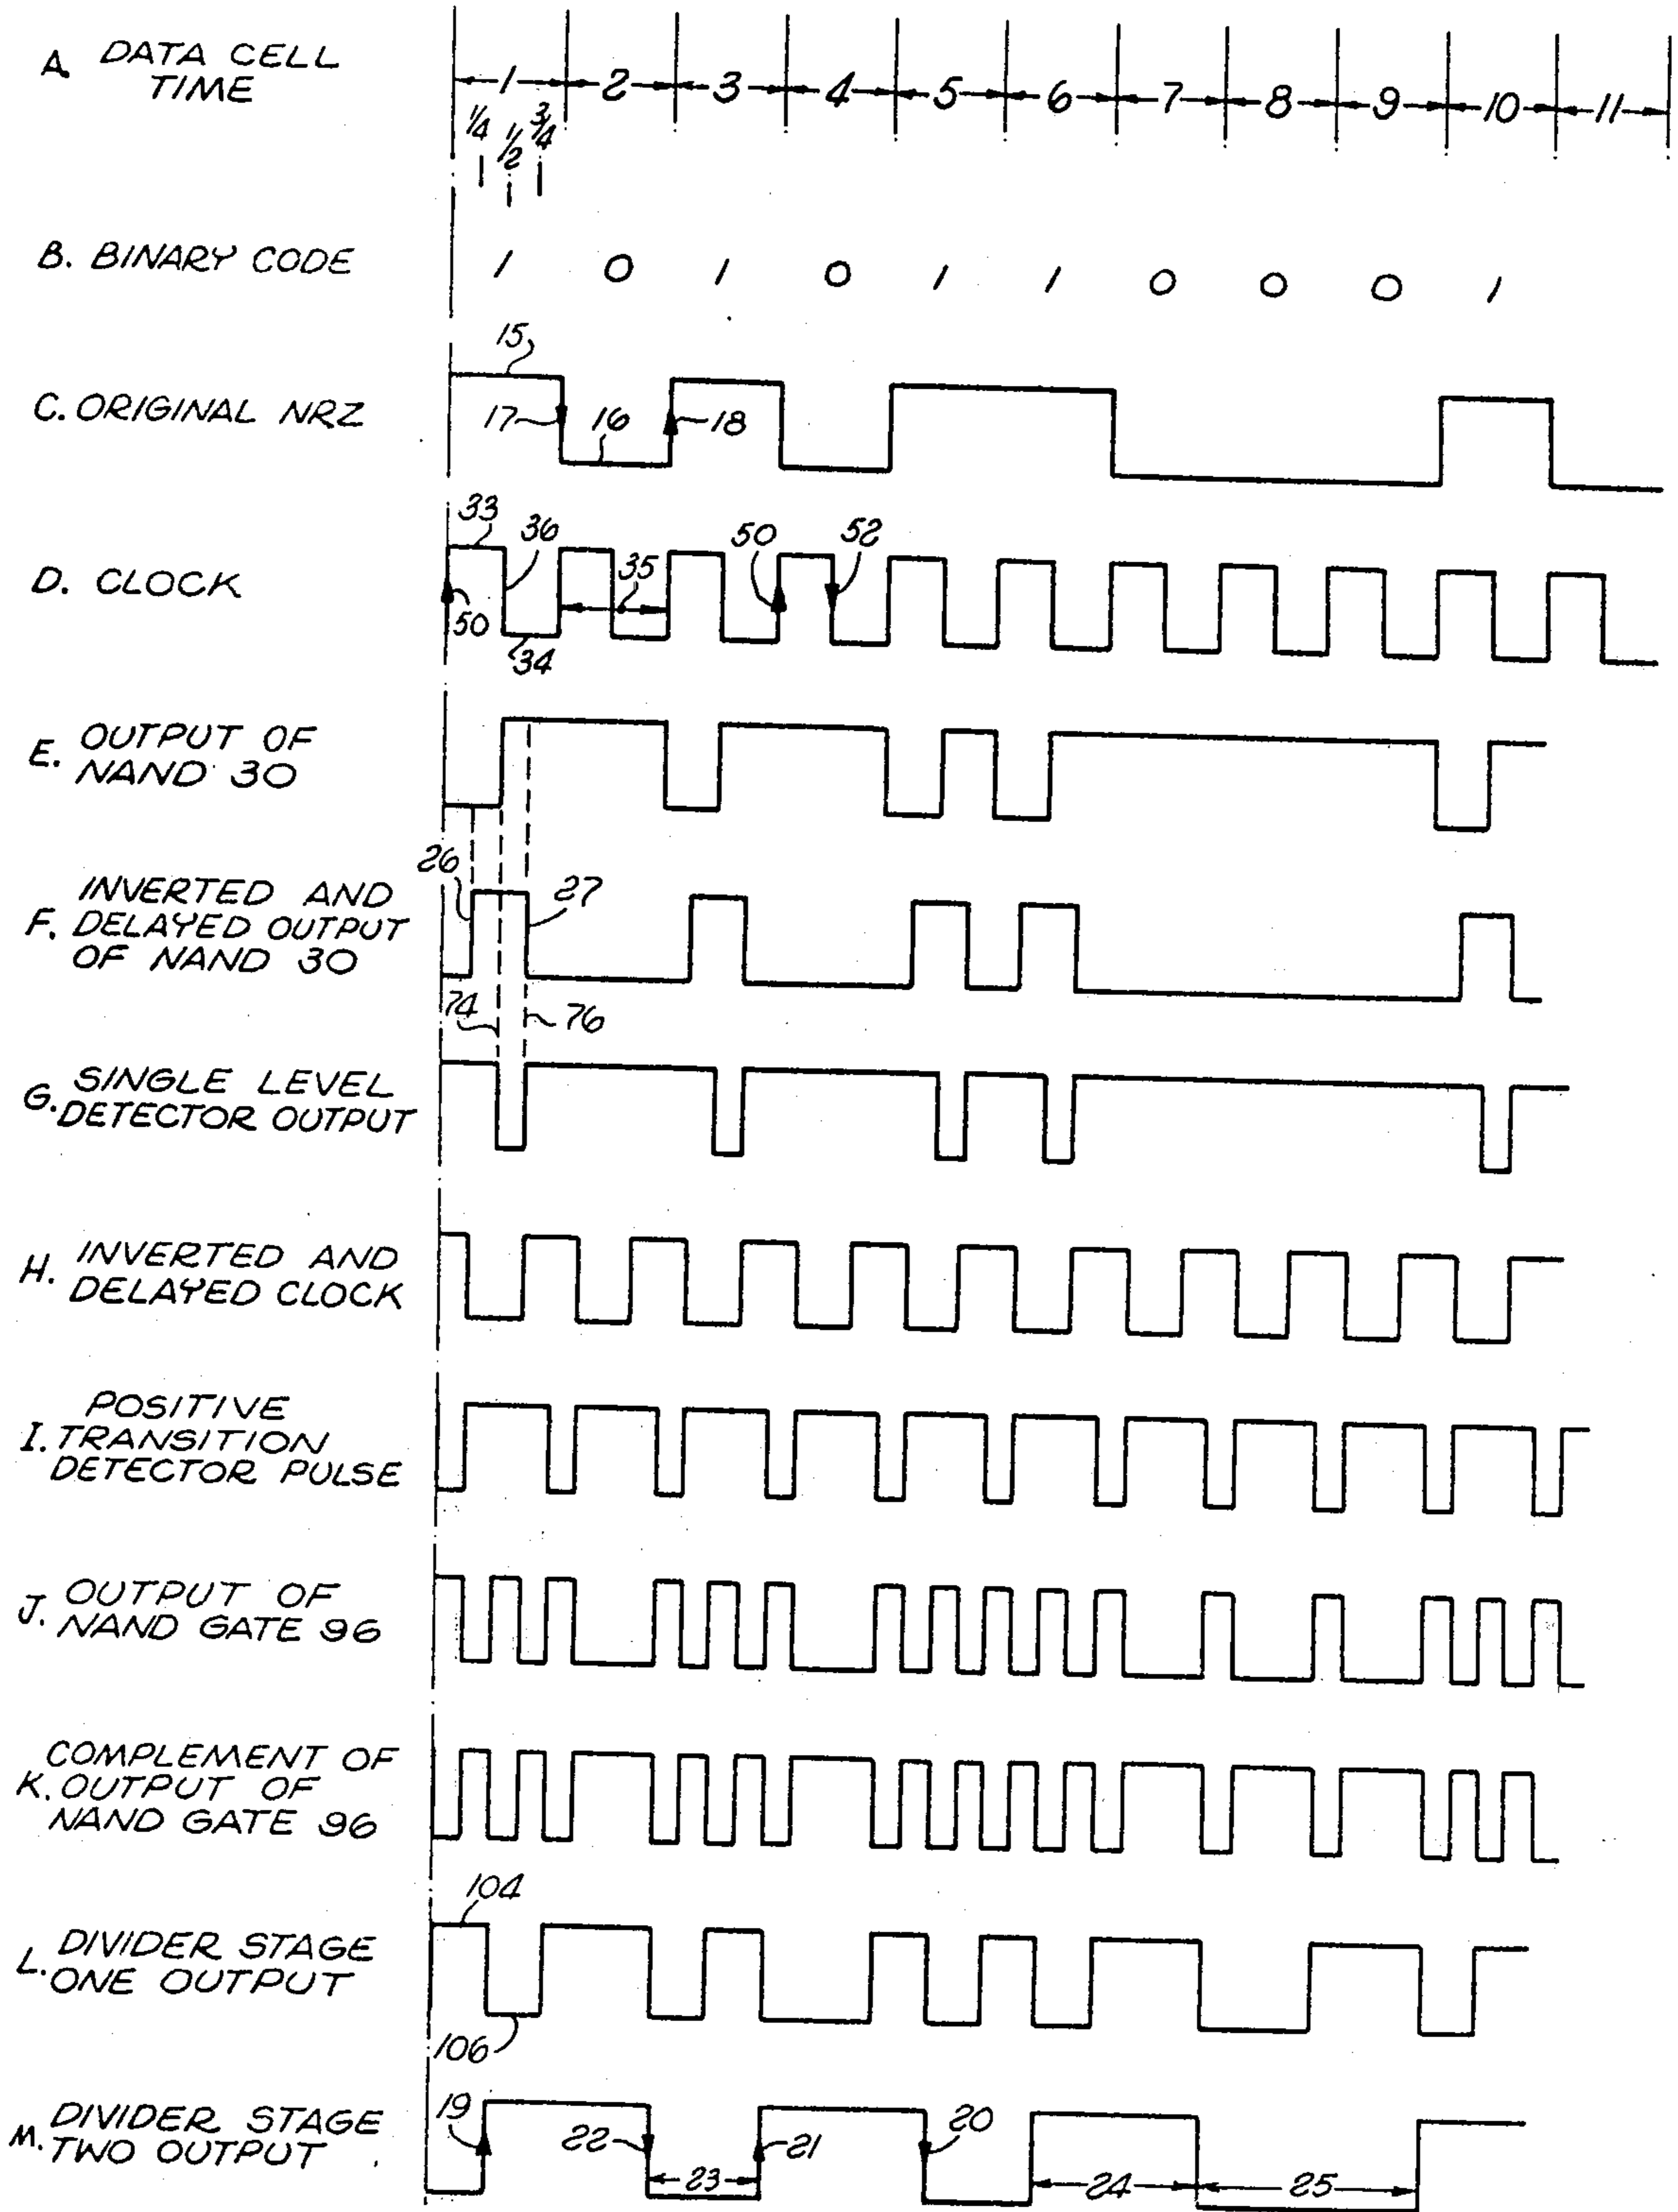 A. DATA CELL TIME
1 2 3 4 5 6 7 8 9 10 11
1/4 1/2 3/4
B. BINARY CODE
1 0 1 0 1 1 0 0 0 1
15
C. ORIGINAL NRZ
17 16 18
33 36 50 52
35
D. CLOCK
50
34
E. OUTPUT OF
NAND 30
26
27
F. INVERTED AND
DELAYED OUTPUT
OF NAND 30
74 76
G. SINGLE LEVEL
DETECTOR OUTPUT
H. INVERTED AND
DELAYED CLOCK
I. POSITIVE
TRANSITION
DETECTOR PULSE
J. OUTPUT OF
NAND GATE 96
K. COMPLEMENT OF
OUTPUT OF
NAND GATE 96
104
L. DIVIDER STAGE
ONE OUTPUT
106
M. DIVIDER STAGE
TWO OUTPUT
19 22 23 21 20 24 25